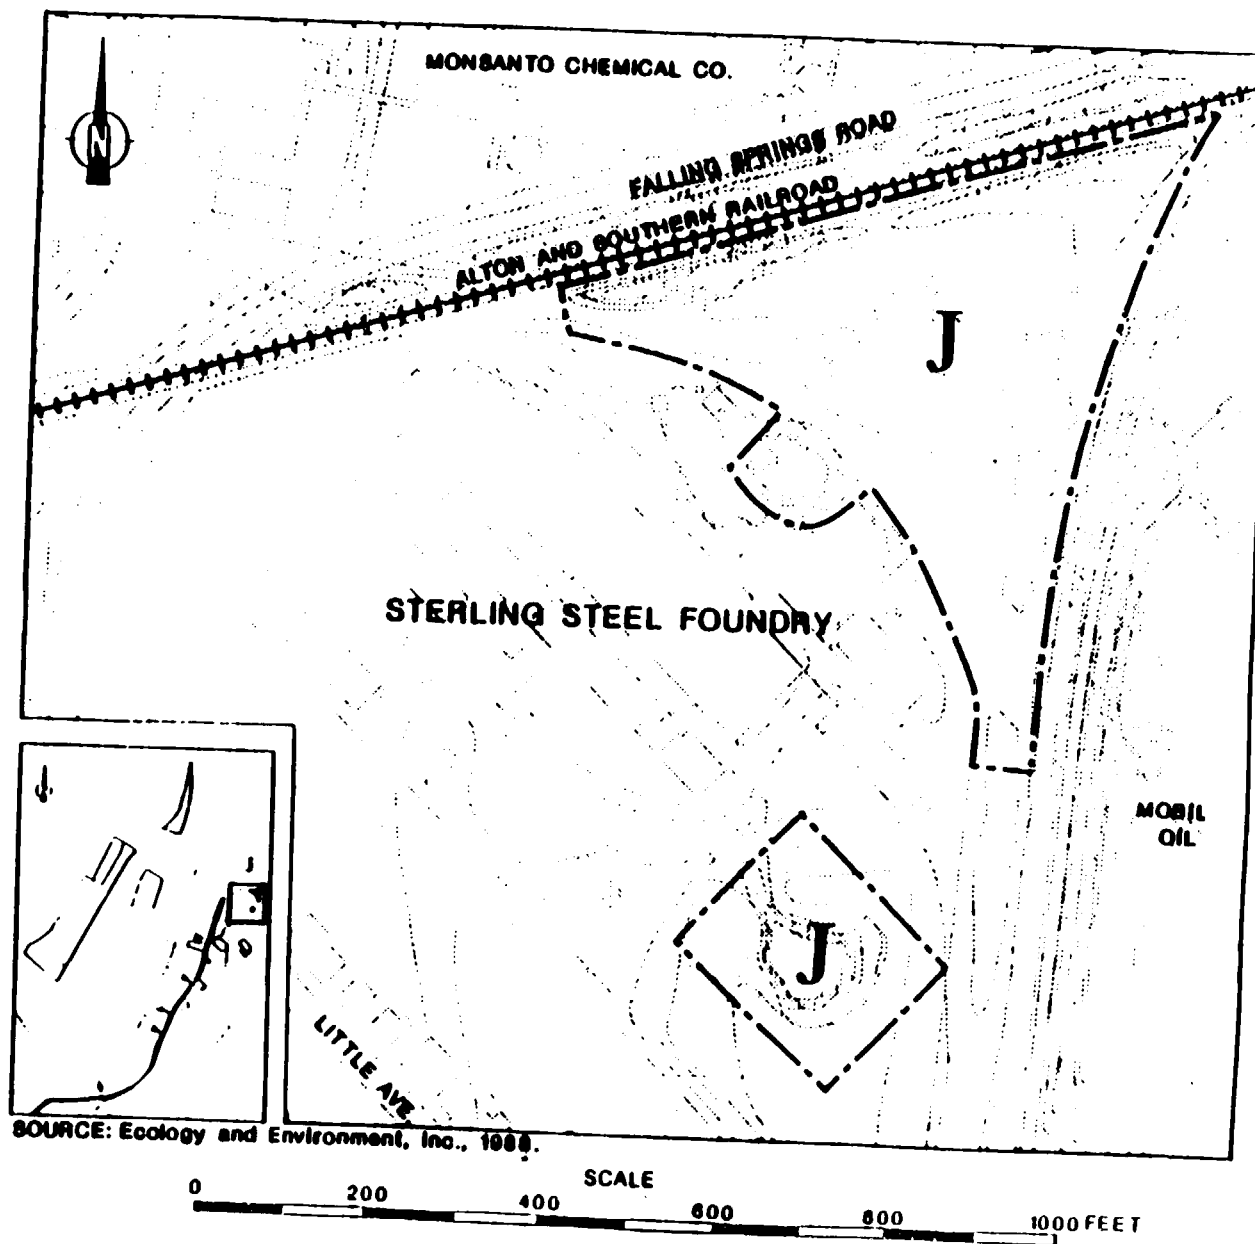 MONSANTO CHEMICAL CO.
N
FALLING SPRINGS ROAD
ALTON AND SOUTHERN RAILROAD
J
STERLING STEEL FOUNDRY
MOBIL
OIL
J
J
LITTLE AVE
SOURCE: Ecology and Environment, Inc., 1988.
SCALE
0 200 400 600 800 1000 FEET